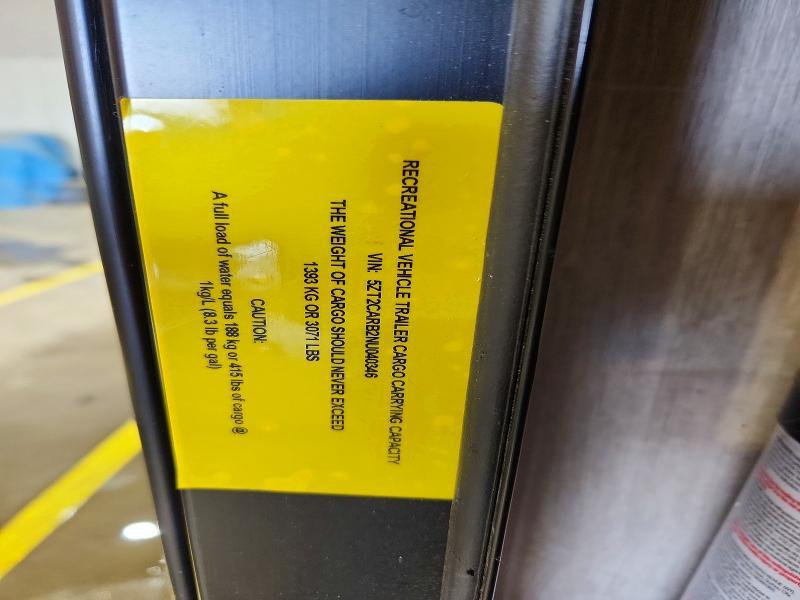 RECREATIONAL VEHICLE TRAILER CARGO CARRYING CAPACITY
VIN: 5ZT2CARB2NU040346
THE WEIGHT OF CARGO SHOULD NEVER EXCEED
1393 KG OR 3071 LBS
CAUTION:
A full load of water equals 188 kg or 415 lbs of cargo @
1kg/L (8.3 lb per gal)